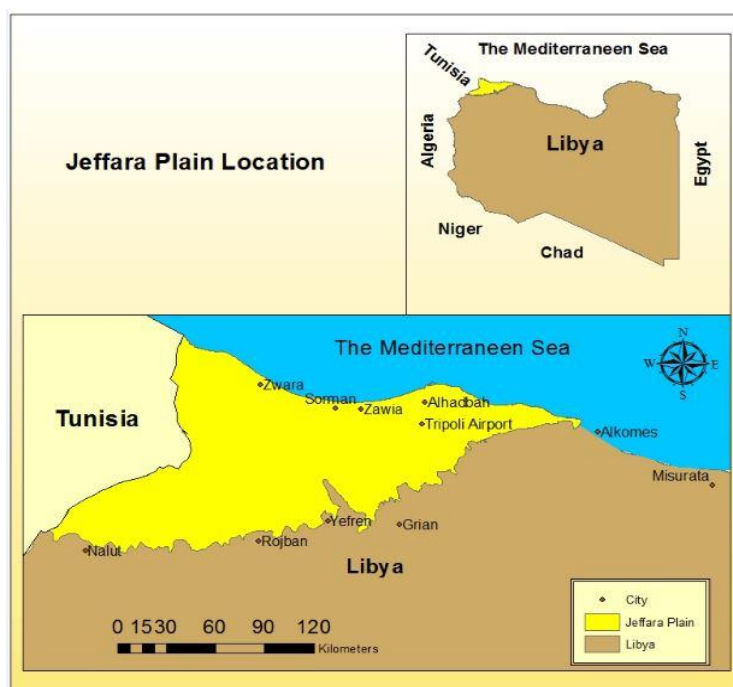 The Mediterraneen Sea
Tunisia
Algeria
Libya
Egypt
Niger
Chad
Jeffara Plain Location
The Mediterraneen Sea
N
W E
S
Tunisia
Zwara
Sorman
Zawia
Alhadbah
Tripoli Airport
Alkomes
Misurata
Yefren
Grian
Nalut
Rojban
Libya
0 15 30 60 90 120
Kilometers
City
Jeffara Plain
Libya